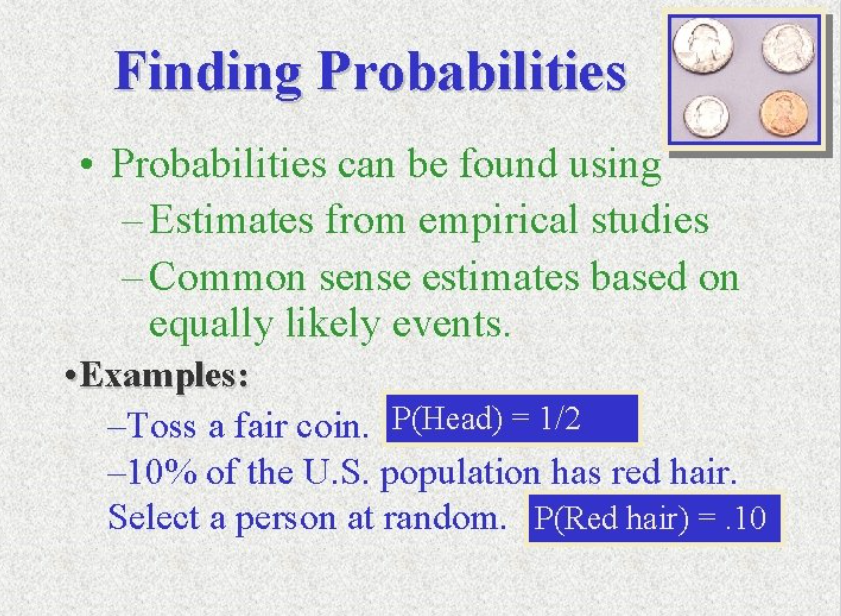 Finding Probabilities
• Probabilities can be found using
– Estimates from empirical studies
– Common sense estimates based on
equally likely events.
•Examples:
–Toss a fair coin. P(Head) = 1/2
–10% of the U.S. population has red hair.
Select a person at random. P(Red hair) = .10